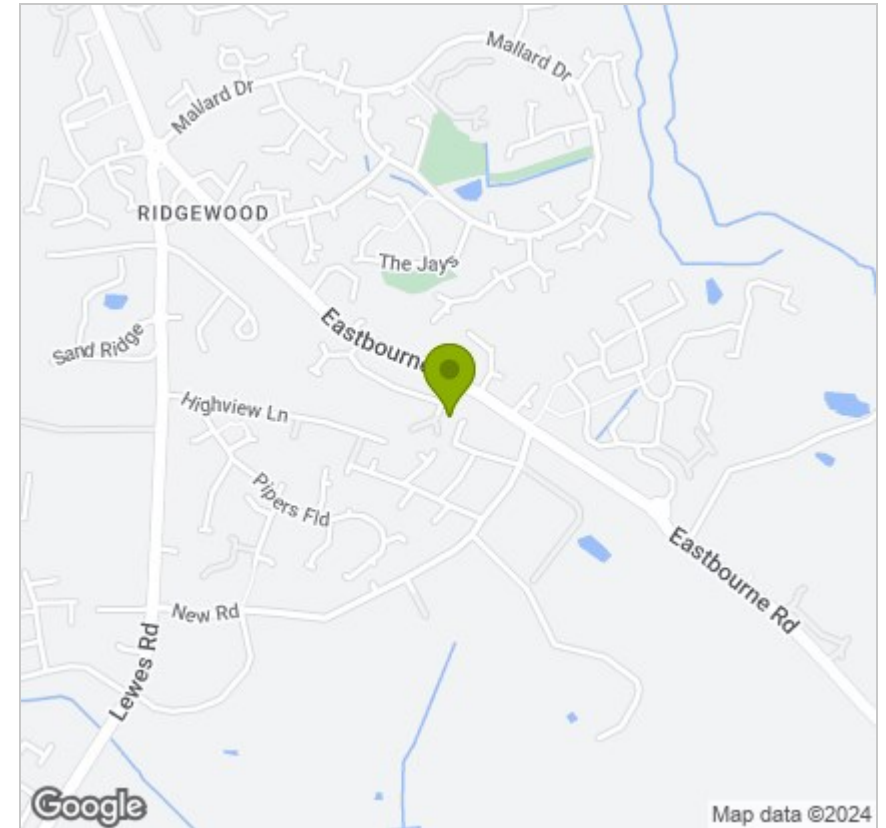 Mallard Dr
Mallard Dr
RIDGEWOOD
The Jays
Eastbourne
Sand Ridge
Highview Ln
Pipers Fld
Eastbourne Rd
New Rd
Lewes Rd
Google
Map data ©2024